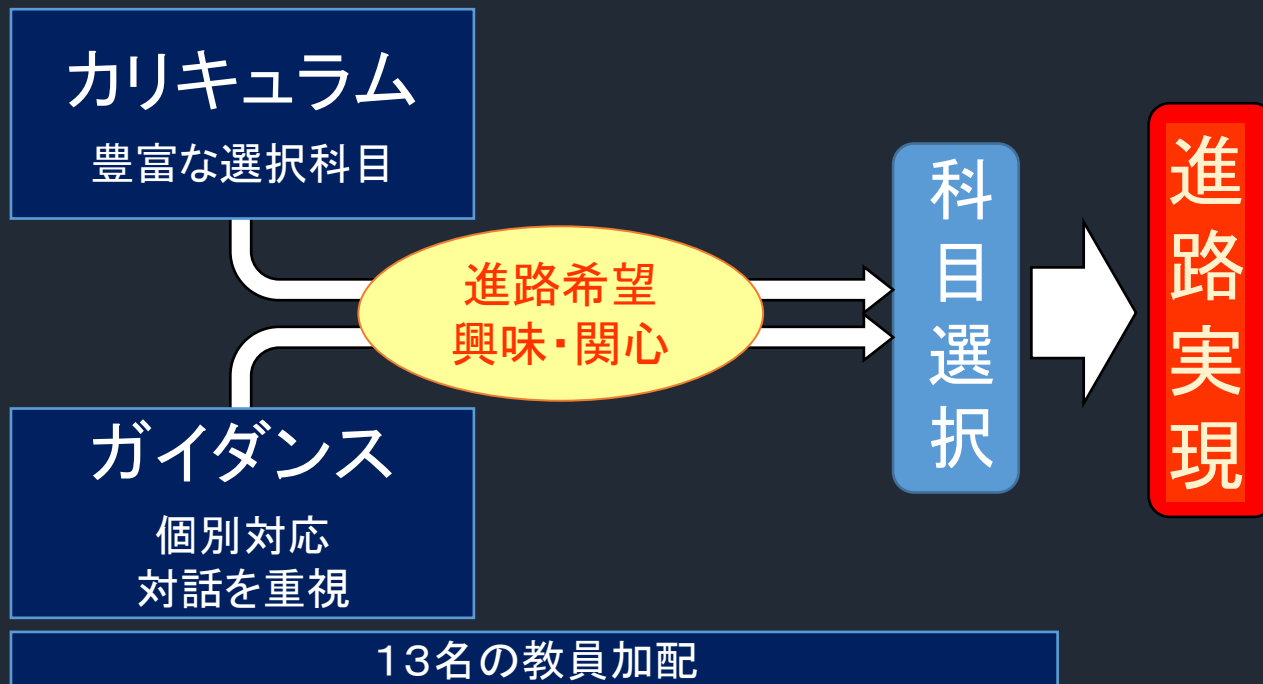 カリキュラム
豊富な選択科目
進路希望
興味・関心
ガイダンス
個別対応
対話を重視
科目選択
進路実現
13名の教員加配